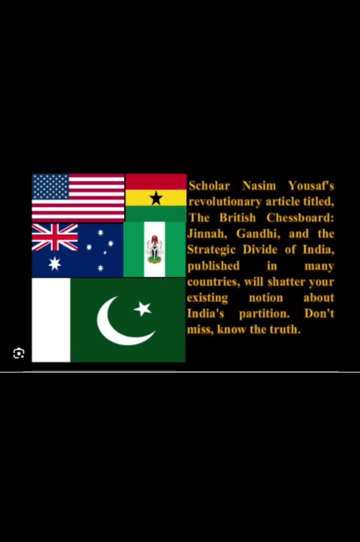 Scholar Nasim Yousaf's
revolutionary article titled,
The British Chessboard:
Jinnah, Gandhi, and the
Strategic Divide of India,
published in many
countries, will shatter your
existing notion about
India's partition. Don't
miss, know the truth.